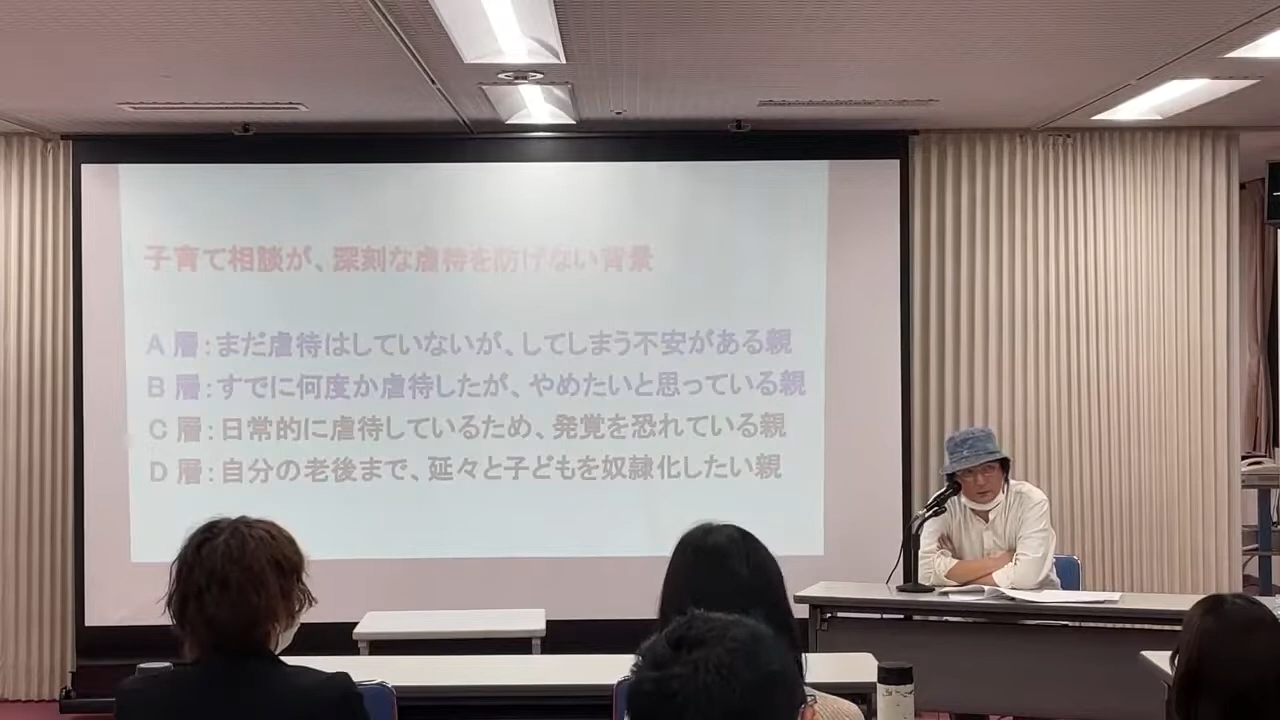 子育て相談が、深刻な虐待を防げない背景
A 層：まだ虐待はしていないが、してしまう不安がある親
B 層：すでに何度か虐待したが、やめたいと思っている親
C 層：日常的に虐待しているため、発覚を恐れている親
D 層：自分の老後まで、延々と子どもを奴隷化したい親